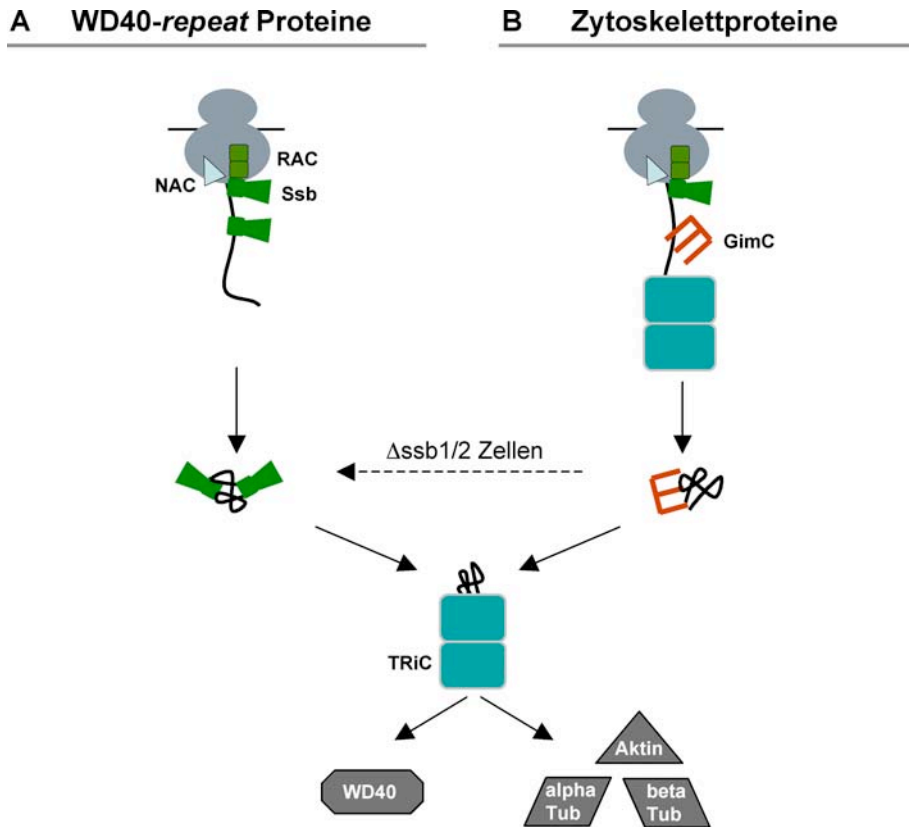 A WD40-repeat Proteine
B Zytoskelettproteine
RAC
NAC
Ssb
GimC
Δssb1/2 Zellen
TRiC
WD40
Aktin
alpha
Tub
beta
Tub